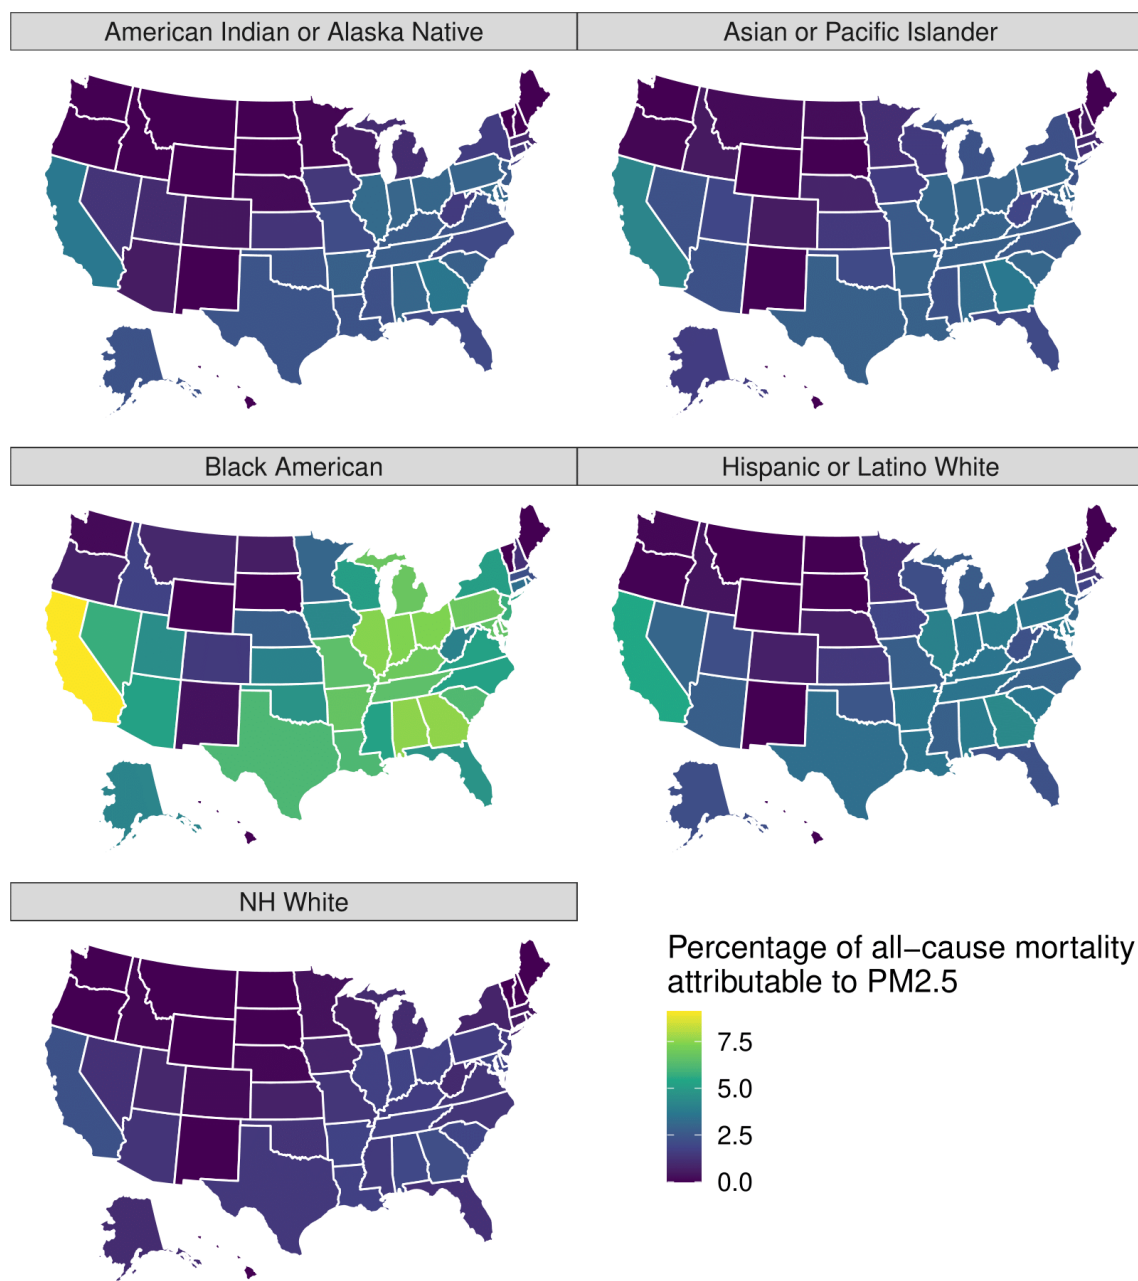 American Indian or Alaska Native
Asian or Pacific Islander
Black American
Hispanic or Latino White
NH White
Percentage of all−cause mortality
attributable to PM2.5
7.5
5.0
2.5
0.0